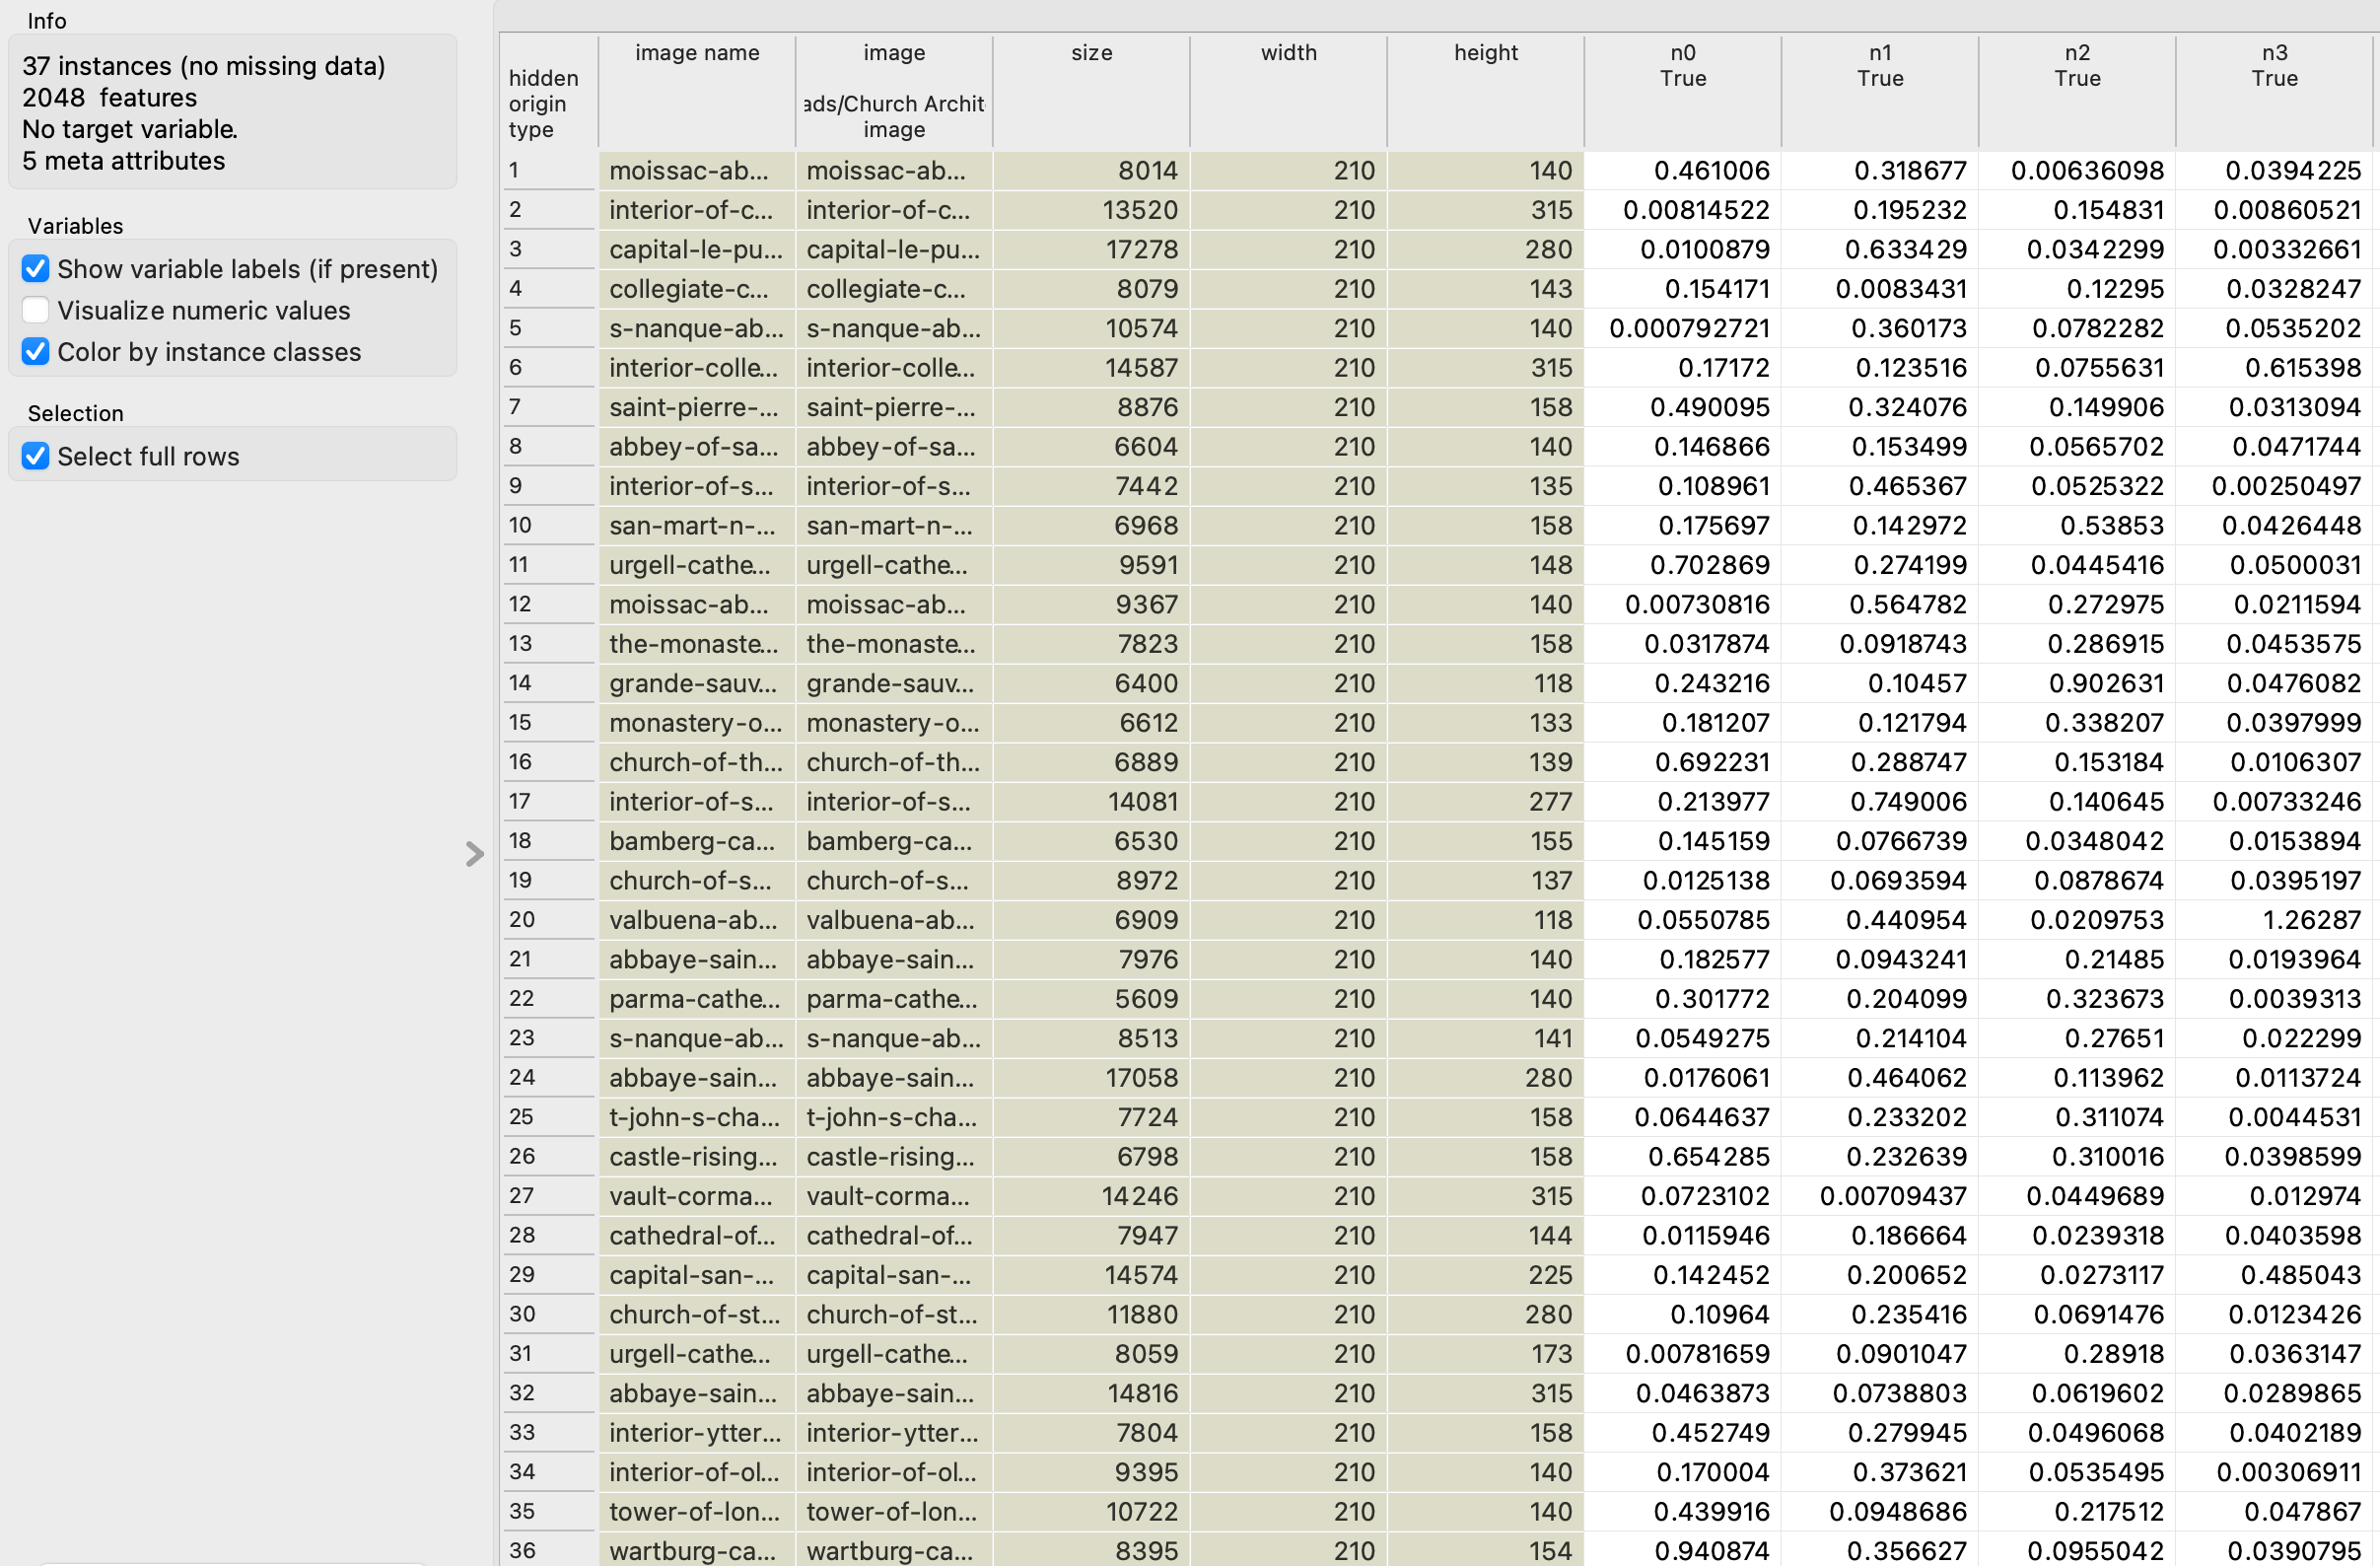 Info
37 instances (no missing data)
2048 features
No target variable.
5 meta attributes
Variables
Show variable labels (if present)
Visualize numeric values
Color by instance classes
Selection
Select full rows
image name image size width height n0 n1 n2 n3
hidden True True True True
origin ads/Church Archit
type image
1 moissac-ab... moissac-ab... 8014 210 140 0.461006 0.318677 0.00636098 0.0394225
2 interior-of-c... interior-of-c... 13520 210 315 0.00814522 0.195232 0.154831 0.00860521
3 capital-le-pu... capital-le-pu... 17278 210 280 0.0100879 0.633429 0.0342299 0.00332661
4 collegiate-c... collegiate-c... 8079 210 143 0.154171 0.0083431 0.12295 0.0328247
5 s-nanque-ab... s-nanque-ab... 10574 210 140 0.000792721 0.360173 0.0782282 0.0535202
6 interior-colle... interior-colle... 14587 210 315 0.17172 0.123516 0.0755631 0.615398
7 saint-pierre-... saint-pierre-... 8876 210 158 0.490095 0.324076 0.149906 0.0313094
8 abbey-of-sa... abbey-of-sa... 6604 210 140 0.146866 0.153499 0.0565702 0.0471744
9 interior-of-s... interior-of-s... 7442 210 135 0.108961 0.465367 0.0525322 0.00250497
10 san-mart-n-... san-mart-n-... 6968 210 158 0.175697 0.142972 0.53853 0.0426448
11 urgell-cathe... urgell-cathe... 9591 210 148 0.702869 0.274199 0.0445416 0.0500031
12 moissac-ab... moissac-ab... 9367 210 140 0.00730816 0.564782 0.272975 0.0211594
13 the-monaste... the-monaste... 7823 210 158 0.0317874 0.0918743 0.286915 0.0453575
14 grande-sauv... grande-sauv... 6400 210 118 0.243216 0.10457 0.902631 0.0476082
15 monastery-o... monastery-o... 6612 210 133 0.181207 0.121794 0.338207 0.0397999
16 church-of-th... church-of-th... 6889 210 139 0.692231 0.288747 0.153184 0.0106307
17 interior-of-s... interior-of-s... 14081 210 277 0.213977 0.749006 0.140645 0.00733246
18 bamberg-ca... bamberg-ca... 6530 210 155 0.145159 0.0766739 0.0348042 0.0153894
19 church-of-s... church-of-s... 8972 210 137 0.0125138 0.0693594 0.0878674 0.0395197
20 valbuena-ab... valbuena-ab... 6909 210 118 0.0550785 0.440954 0.0209753 1.26287
21 abbaye-sain... abbaye-sain... 7976 210 140 0.182577 0.0943241 0.21485 0.0193964
22 parma-cathe... parma-cathe... 5609 210 140 0.301772 0.204099 0.323673 0.0039313
23 s-nanque-ab... s-nanque-ab... 8513 210 141 0.0549275 0.214104 0.27651 0.022299
24 abbaye-sain... abbaye-sain... 17058 210 280 0.0176061 0.464062 0.113962 0.0113724
25 t-john-s-cha... t-john-s-cha... 7724 210 158 0.0644637 0.233202 0.311074 0.0044531
26 castle-rising... castle-rising... 6798 210 158 0.654285 0.232639 0.310016 0.0398599
27 vault-corma... vault-corma... 14246 210 315 0.0723102 0.00709437 0.0449689 0.012974
28 cathedral-of... cathedral-of... 7947 210 144 0.0115946 0.186664 0.0239318 0.0403598
29 capital-san-... capital-san-... 14574 210 225 0.142452 0.200652 0.0273117 0.485043
30 church-of-st... church-of-st... 11880 210 280 0.10964 0.235416 0.0691476 0.0123426
31 urgell-cathe... urgell-cathe... 8059 210 173 0.00781659 0.0901047 0.28918 0.0363147
32 abbaye-sain... abbaye-sain... 14816 210 315 0.0463873 0.0738803 0.0619602 0.0289865
33 interior-ytter... interior-ytter... 7804 210 158 0.452749 0.279945 0.0496068 0.0402189
34 interior-of-ol... interior-of-ol... 9395 210 140 0.170004 0.373621 0.0535495 0.00306911
35 tower-of-lon... tower-of-lon... 10722 210 140 0.439916 0.0948686 0.217512 0.047867
36 wartburg-ca... wartburg-ca... 8395 210 154 0.940874 0.356627 0.0955042 0.0390795